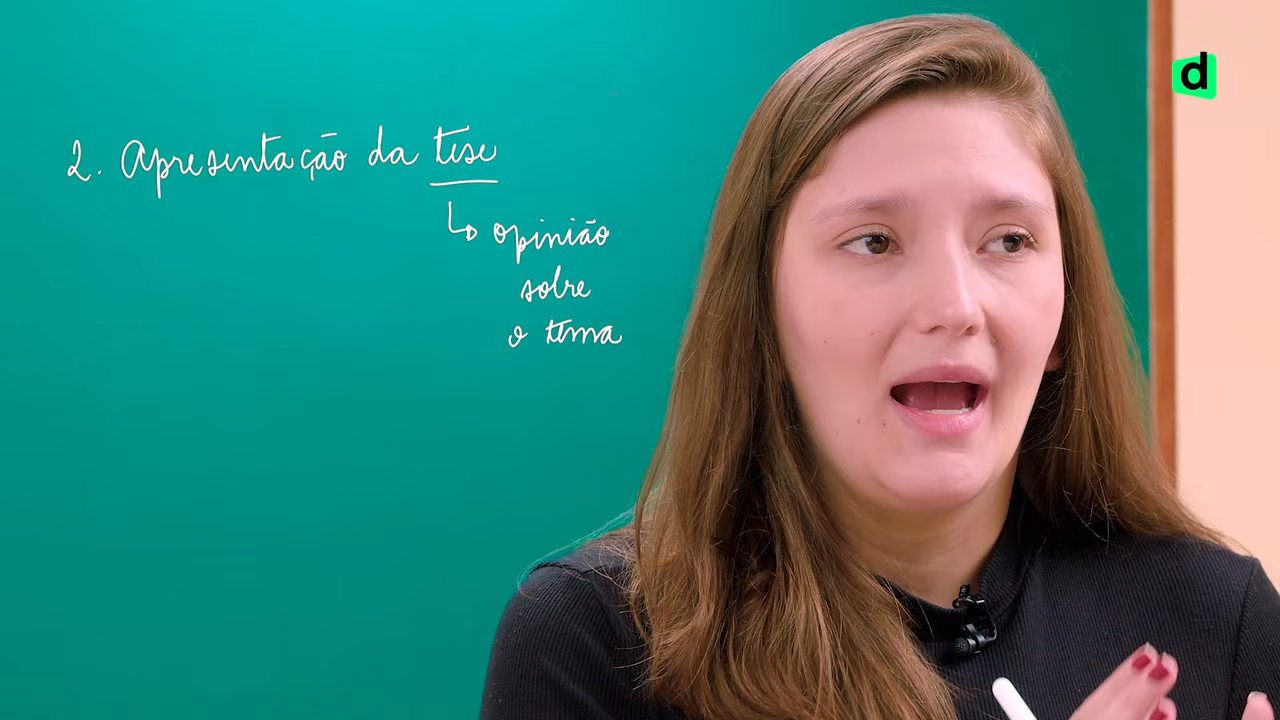 2. Apresentação da tese
↳ opinião
sobre
o tema
d